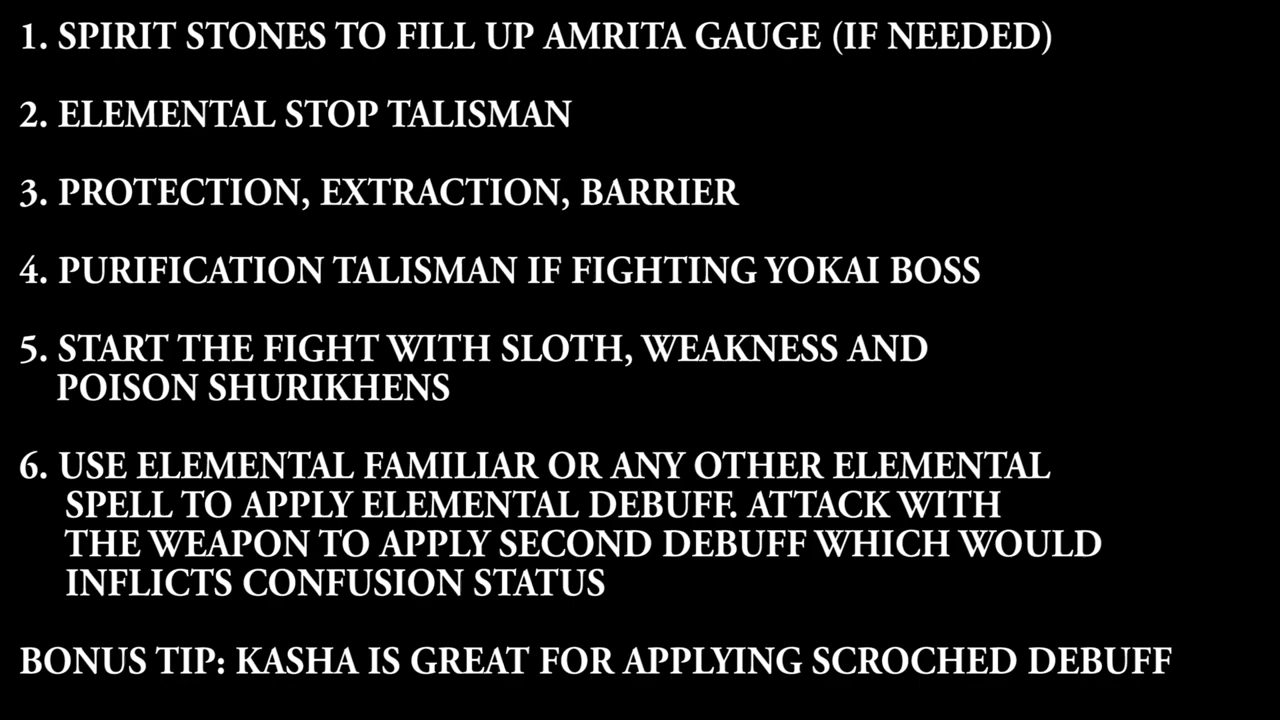 1. SPIRIT STONES TO FILL UP AMRITA GAUGE (IF NEEDED)
2. ELEMENTAL STOP TALISMAN
3. PROTECTION, EXTRACTION, BARRIER
4. PURIFICATION TALISMAN IF FIGHTING YOKAI BOSS
5. START THE FIGHT WITH SLOTH, WEAKNESS AND
POISON SHURIKHENS
6. USE ELEMENTAL FAMILIAR OR ANY OTHER ELEMENTAL
SPELL TO APPLY ELEMENTAL DEBUFF. ATTACK WITH
THE WEAPON TO APPLY SECOND DEBUFF WHICH WOULD
INFLICTS CONFUSION STATUS
BONUS TIP: KASHA IS GREAT FOR APPLYING SCROCHED DEBUFF